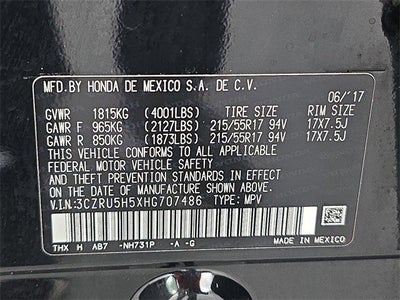 MFD.BY HONDA DE MEXICO S.A. DE C.V.
06/'17
GVWR 1815KG (4001LBS) TIRE SIZE RIM SIZE
GAWR F 965KG (2127LBS) 215/55R17 94V 17X7.5J
GAWR R 850KG (1873LBS) 215/55R17 94V 17X7.5J
THIS VEHICLE CONFORMS TO ALL APPLICABLE
FEDERAL MOTOR VEHICLE SAFETY AND THEFT
PREVENTION STANDARDS IN EFFECT ON THE
DATE OF MANUFACTURE SHOWN ABOVE.
V.I.N:3CZRU5H5XHG707486 TYPE: MPV
THX H AB7 -NH731P -A -G
MADE IN
MEXICO